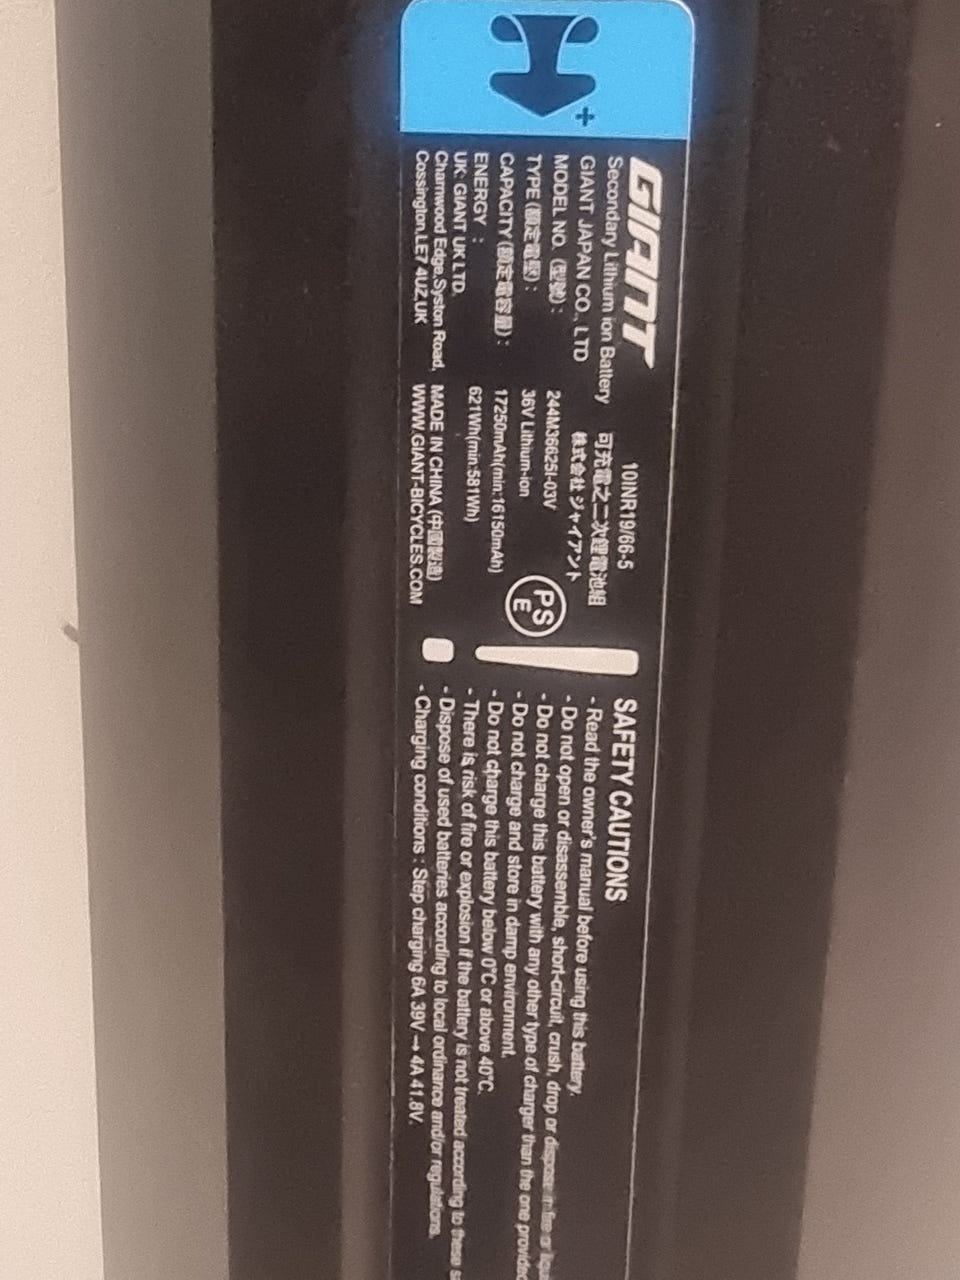 GIANT
10INR19/66-5
Secondary Lithium ion Battery 可充電之二次鋰電池組
GIANT JAPAN CO., LTD 株式会社 ジャイアント
MODEL NO. (型號) : 244M36625I-03V
TYPE (額定電壓) : 36V Lithium-ion
CAPACITY (額定電容量) : 17250mAh(min:16150mAh)
ENERGY : 621Wh(min:581Wh)
UK: GIANT UK LTD.
Charnwood Edge,Syston Road, MADE IN CHINA (中國製造)
Cossington,LE7 4UZ,UK WWW.GIANT-BICYCLES.COM
PS
E
SAFETY CAUTIONS
- Read the owner's manual before using this battery.
- Do not open or disassemble, short-circuit, crush, drop or dispose in fire or
- Do not charge this battery with any other type of charger than the one provided
- Do not charge and store in damp environment.
- Do not charge this battery below 0°C or above 40°C.
- There is risk of fire or explosion if the battery is not treated according to these
- Dispose of used batteries according to local ordinance and/or regulations.
- Charging conditions : Step charging 6A 39V → 4A 41.8V.